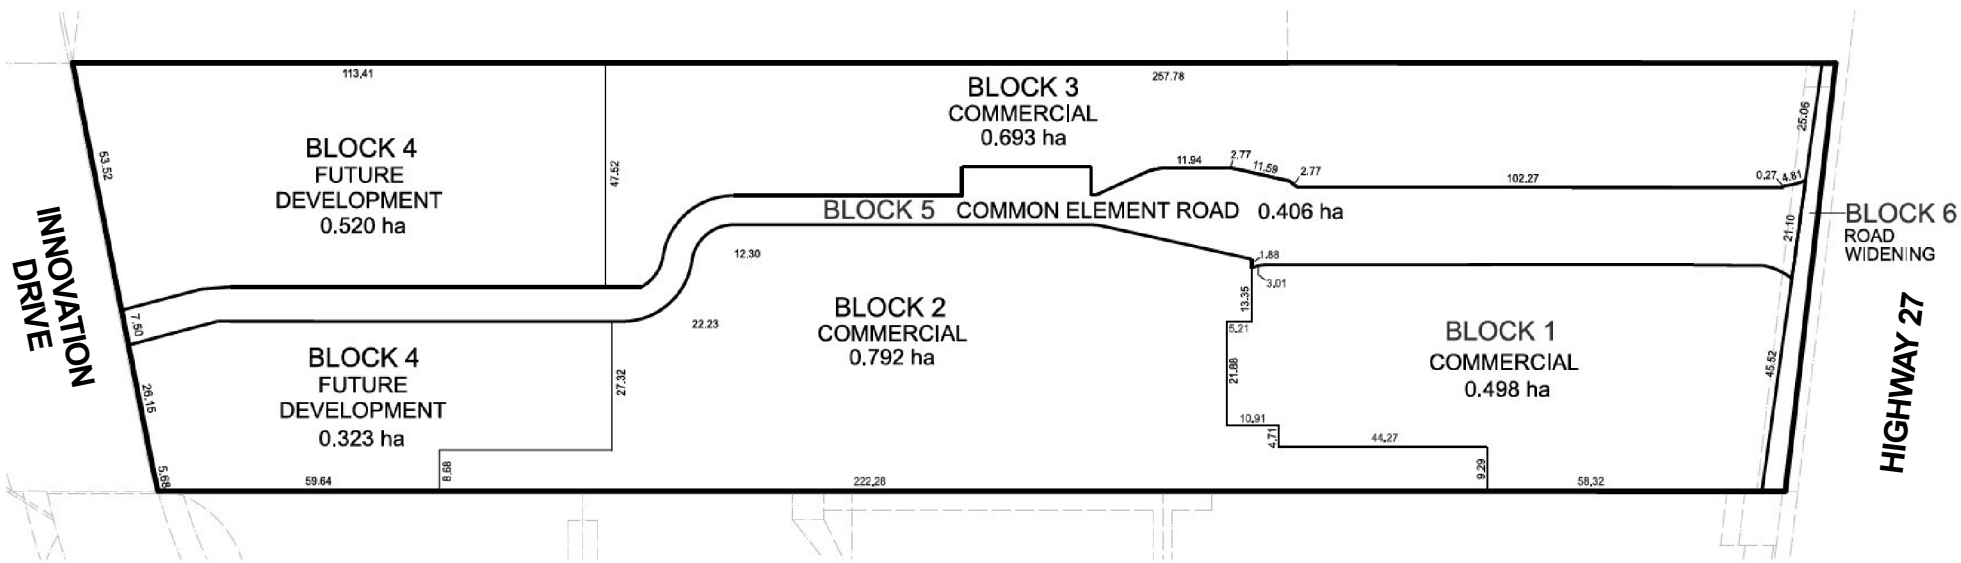 113.41
257.78
BLOCK 3
COMMERCIAL
0.693 ha
25.06
BLOCK 4
FUTURE
DEVELOPMENT
0.520 ha
53.52
47.52
11.94
2.77
11.59
2.77
102.27
0.27
4.81
BLOCK 5 COMMON ELEMENT ROAD 0.406 ha
21.10
BLOCK 6
ROAD
WIDENING
INNOVATION
DRIVE
7.50
12.30
1.88
3.01
13.35
22.23
5.21
BLOCK 2
COMMERCIAL
0.792 ha
BLOCK 1
COMMERCIAL
0.498 ha
45.52
HIGHWAY 27
BLOCK 4
FUTURE
DEVELOPMENT
0.323 ha
26.15
27.32
21.88
10.91
4.71
44.27
5.68
59.64
8.68
222.28
9.29
58.32